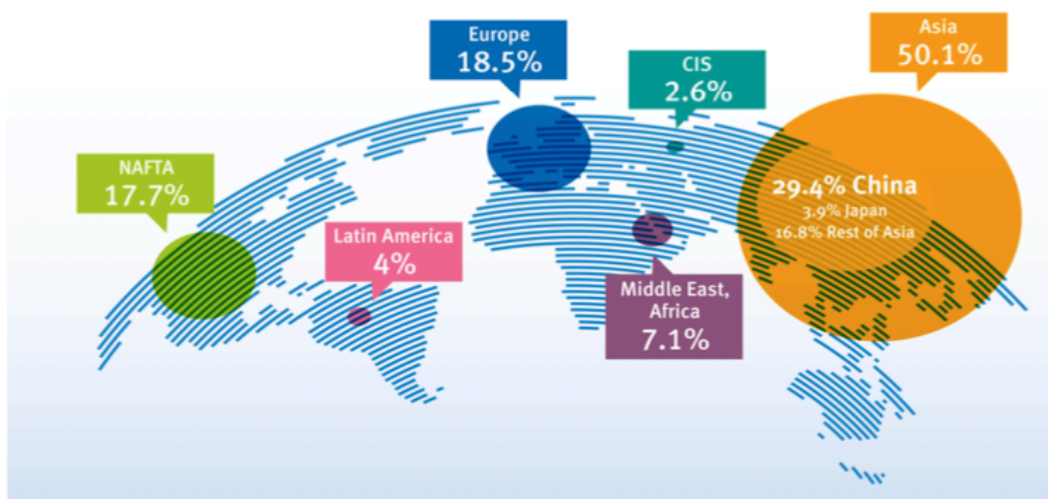 Europe
18.5%
CIS
2.6%
Asia
50.1%
NAFTA
17.7%
Latin America
4%
Middle East,
Africa
7.1%
29.4% China
3.9% Japan
16.8% Rest of Asia